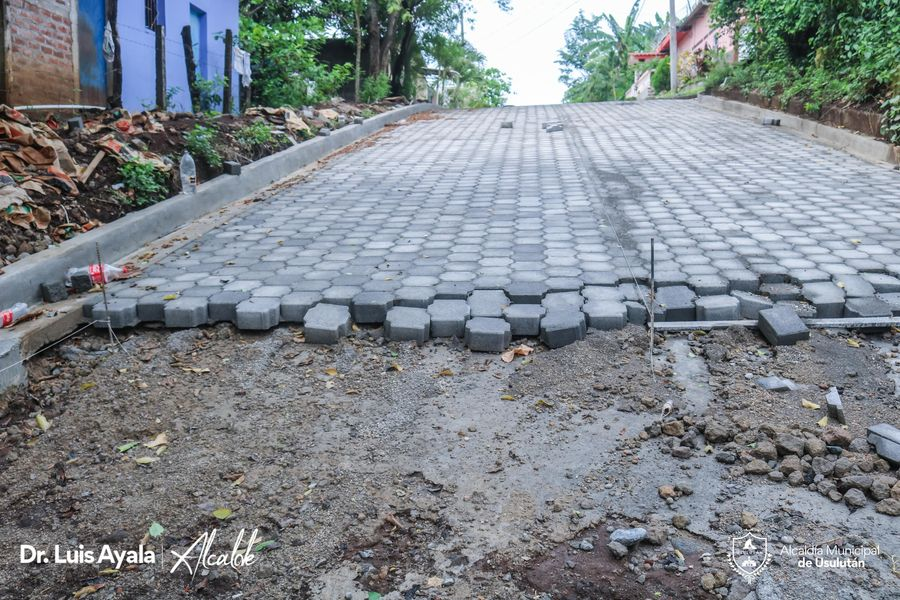 Dr. Luis Ayala
Alcalde
Alcaldía Municipal
de Usulután